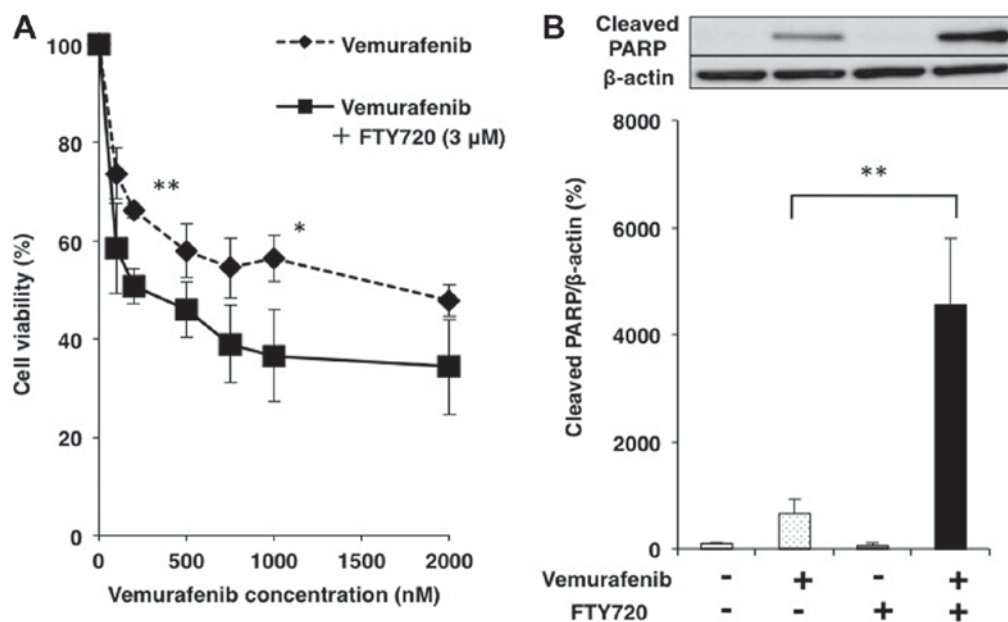 A
Vemurafenib
Vemurafenib
+ FTY720 (3 µM)
**
*
100
80
60
40
20
0
Cell viability (%)
0 500 1000 1500 2000
Vemurafenib concentration (nM)
B
Cleaved
PARP
β-actin
8000
6000
4000
2000
0
Cleaved PARP/β-actin (%)
**
Vemurafenib - + - +
FTY720 - - + +